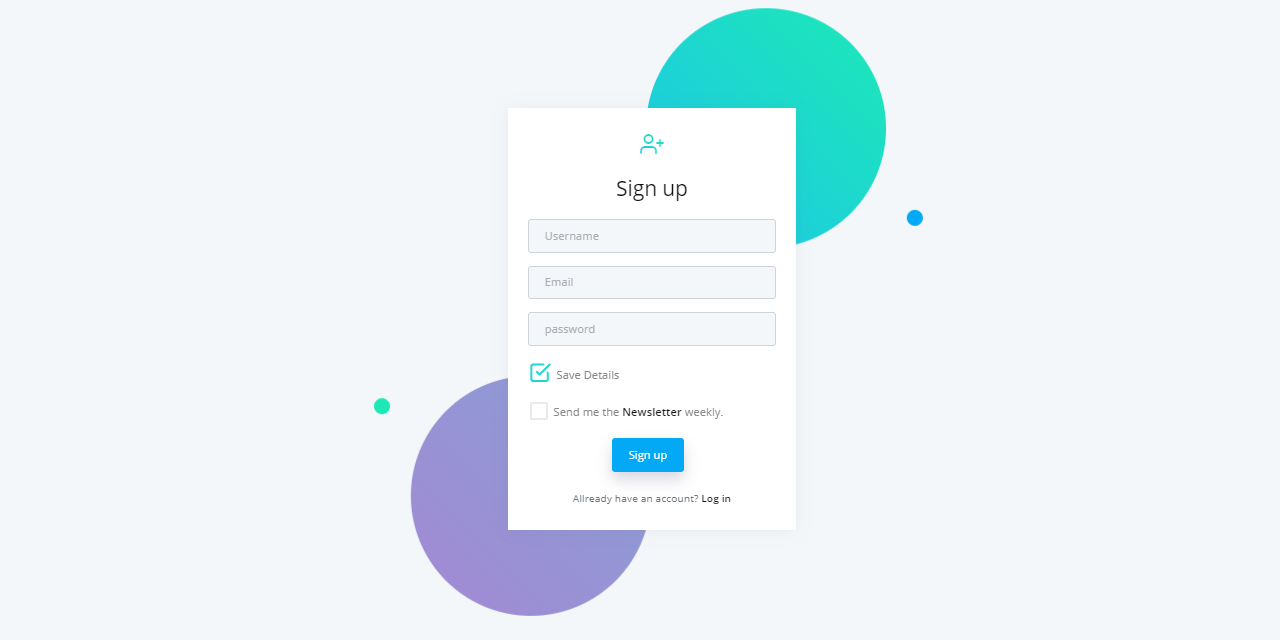 Sign up
Username
Email
password
Save Details
Send me the Newsletter weekly.
Sign up
Allready have an account? Log in